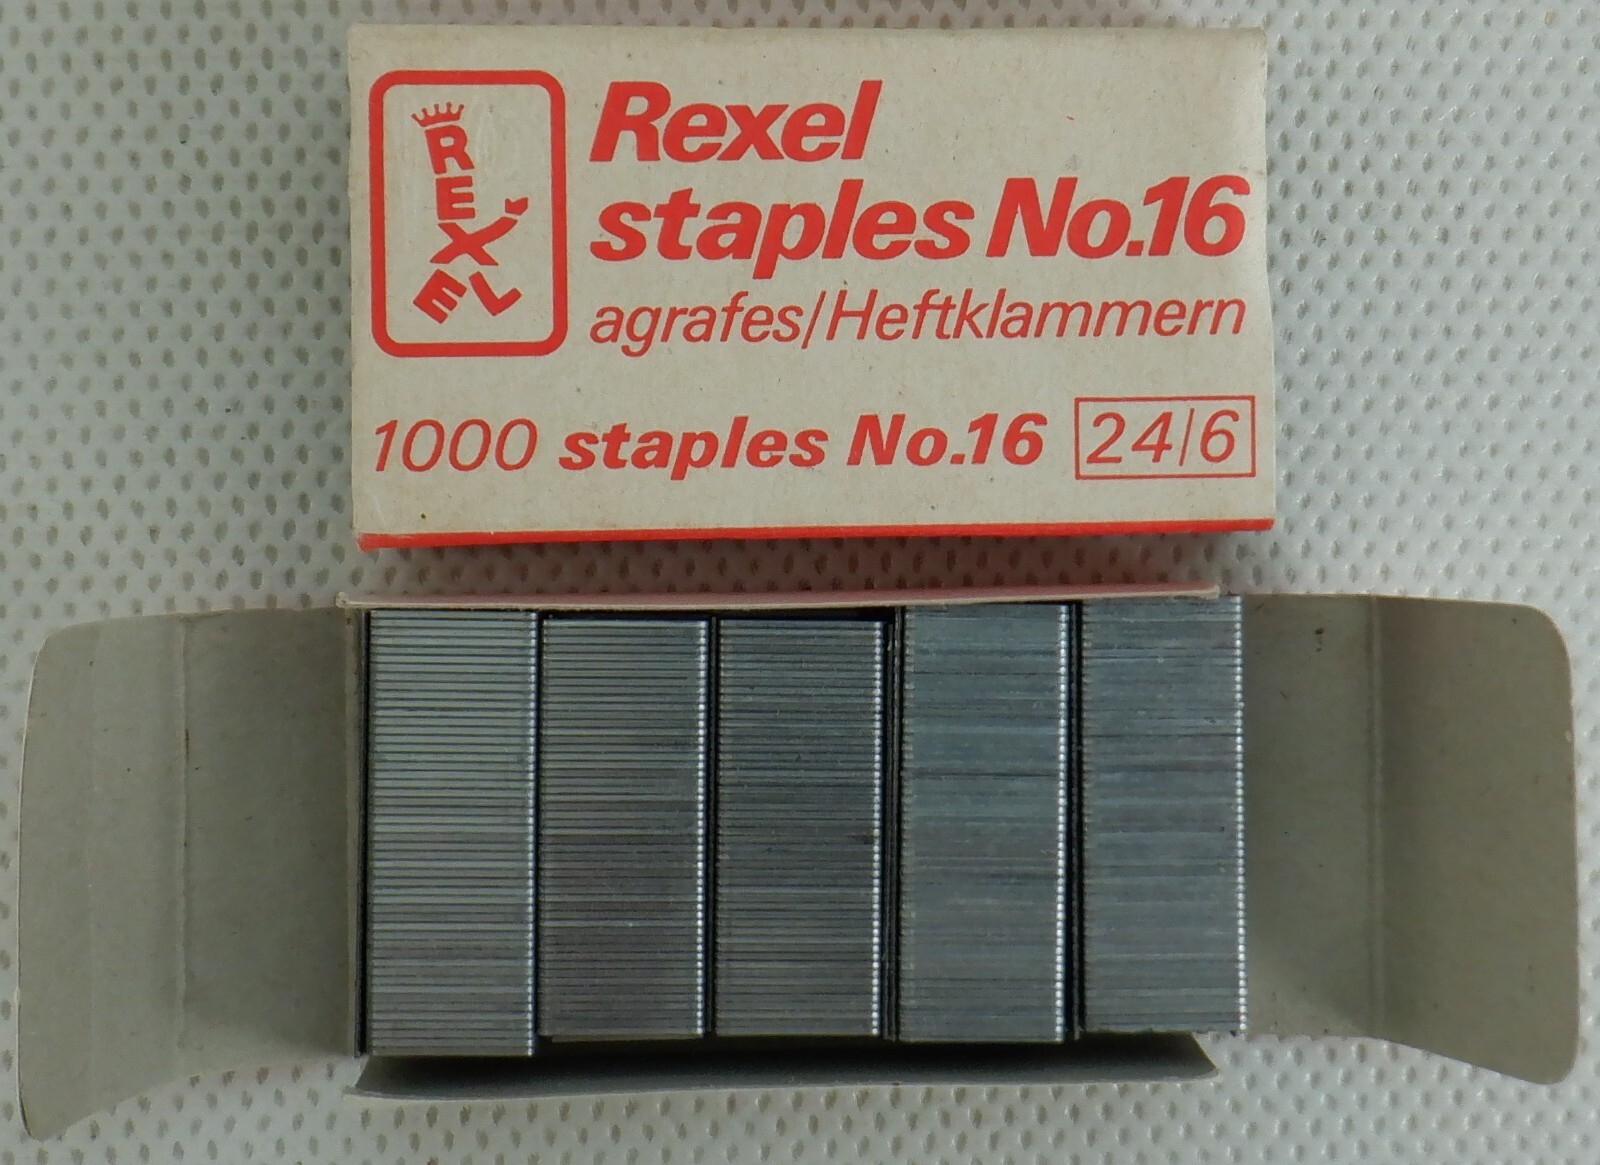 REXEL
Rexel
staples No.16
agrafes/Heftklammern
1000 staples No.16 24/6